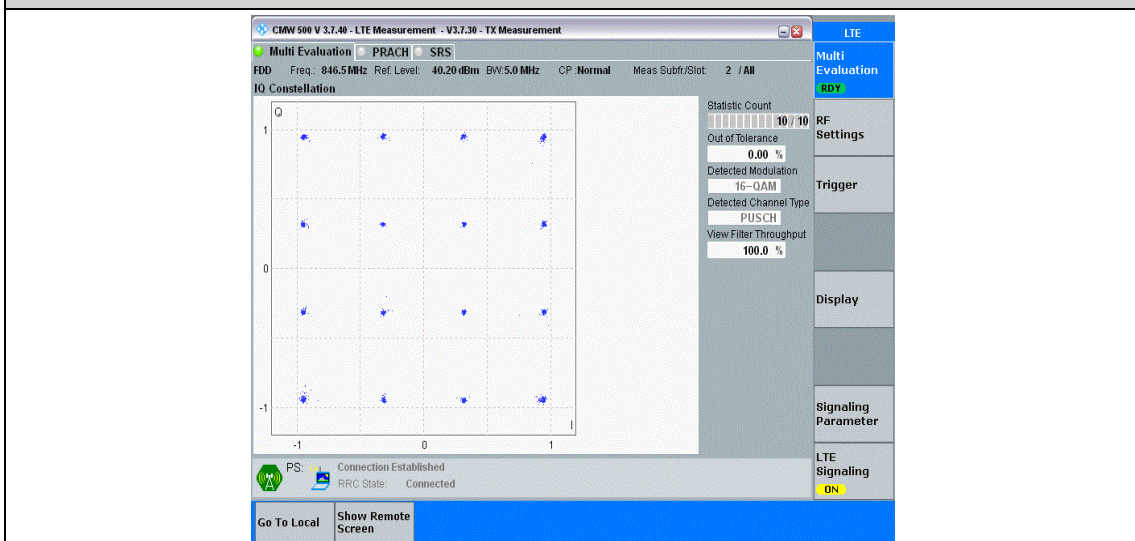 CMW 500 V 3.7.40 - LTE Measurement - V3.7.30 - TX Measurement
LTE
Multi Evaluation PRACH SRS
Multi
Evaluation
RDY
FDD Freq.: 846.5 MHz Ref. Level: 40.20 dBm BW:5.0 MHz CP :Normal Meas Subfr./Slot: 2 / All
IQ Constellation
Q
1
0
-1
I
-1 0 1
Statistic Count
10 / 10
Out of Tolerance
0.00 %
Detected Modulation
16-QAM
Detected Channel Type
PUSCH
View Filter Throughput
100.0 %
RF
Settings
Trigger
Display
Signaling
Parameter
LTE
Signaling
ON
PS: Connection Established
RRC State: Connected
Go To Local
Show Remote
Screen